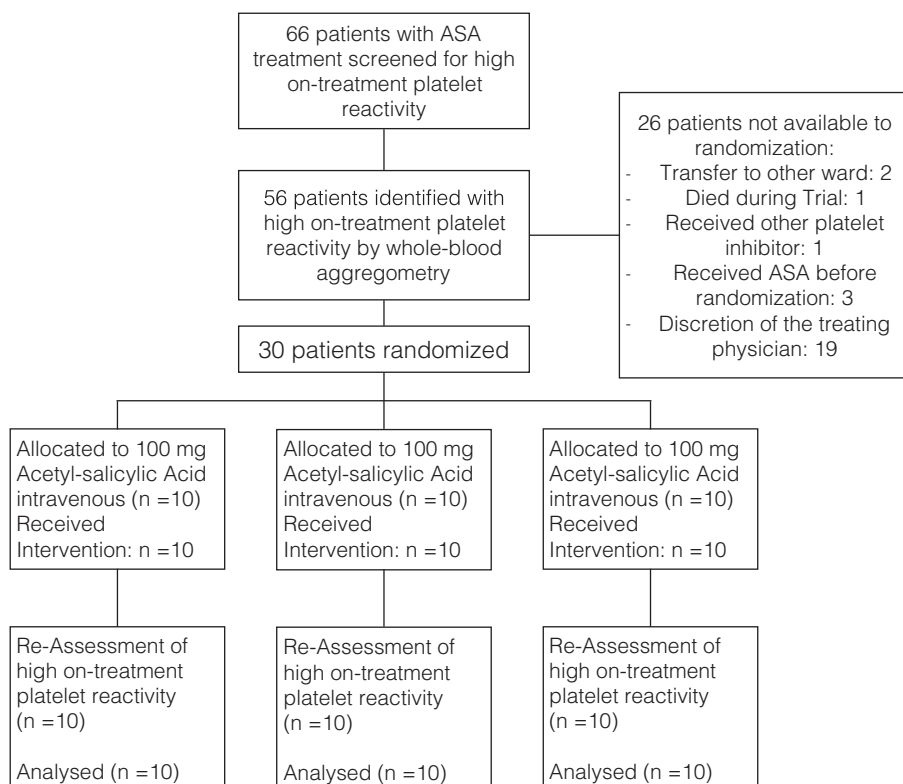 66 patients with ASA
treatment screened for high
on-treatment platelet
reactivity
26 patients not available to
randomization:
- Transfer to other ward: 2
- Died during Trial: 1
- Received other platelet
inhibitor: 1
- Received ASA before
randomization: 3
- Discretion of the treating
physician: 19
56 patients identified with
high on-treatment platelet
reactivity by whole-blood
aggregometry
30 patients randomized
Allocated to 100 mg
Acetyl-salicylic Acid
intravenous (n =10)
Received
Intervention: n =10
Allocated to 100 mg
Acetyl-salicylic Acid
intravenous (n =10)
Received
Intervention: n =10
Allocated to 100 mg
Acetyl-salicylic Acid
intravenous (n =10)
Received
Intervention: n =10
Re-Assessment of
high on-treatment
platelet reactivity
(n =10)
Analysed (n =10)
Re-Assessment of
high on-treatment
platelet reactivity
(n =10)
Analysed (n =10)
Re-Assessment of
high on-treatment
platelet reactivity
(n =10)
Analysed (n =10)